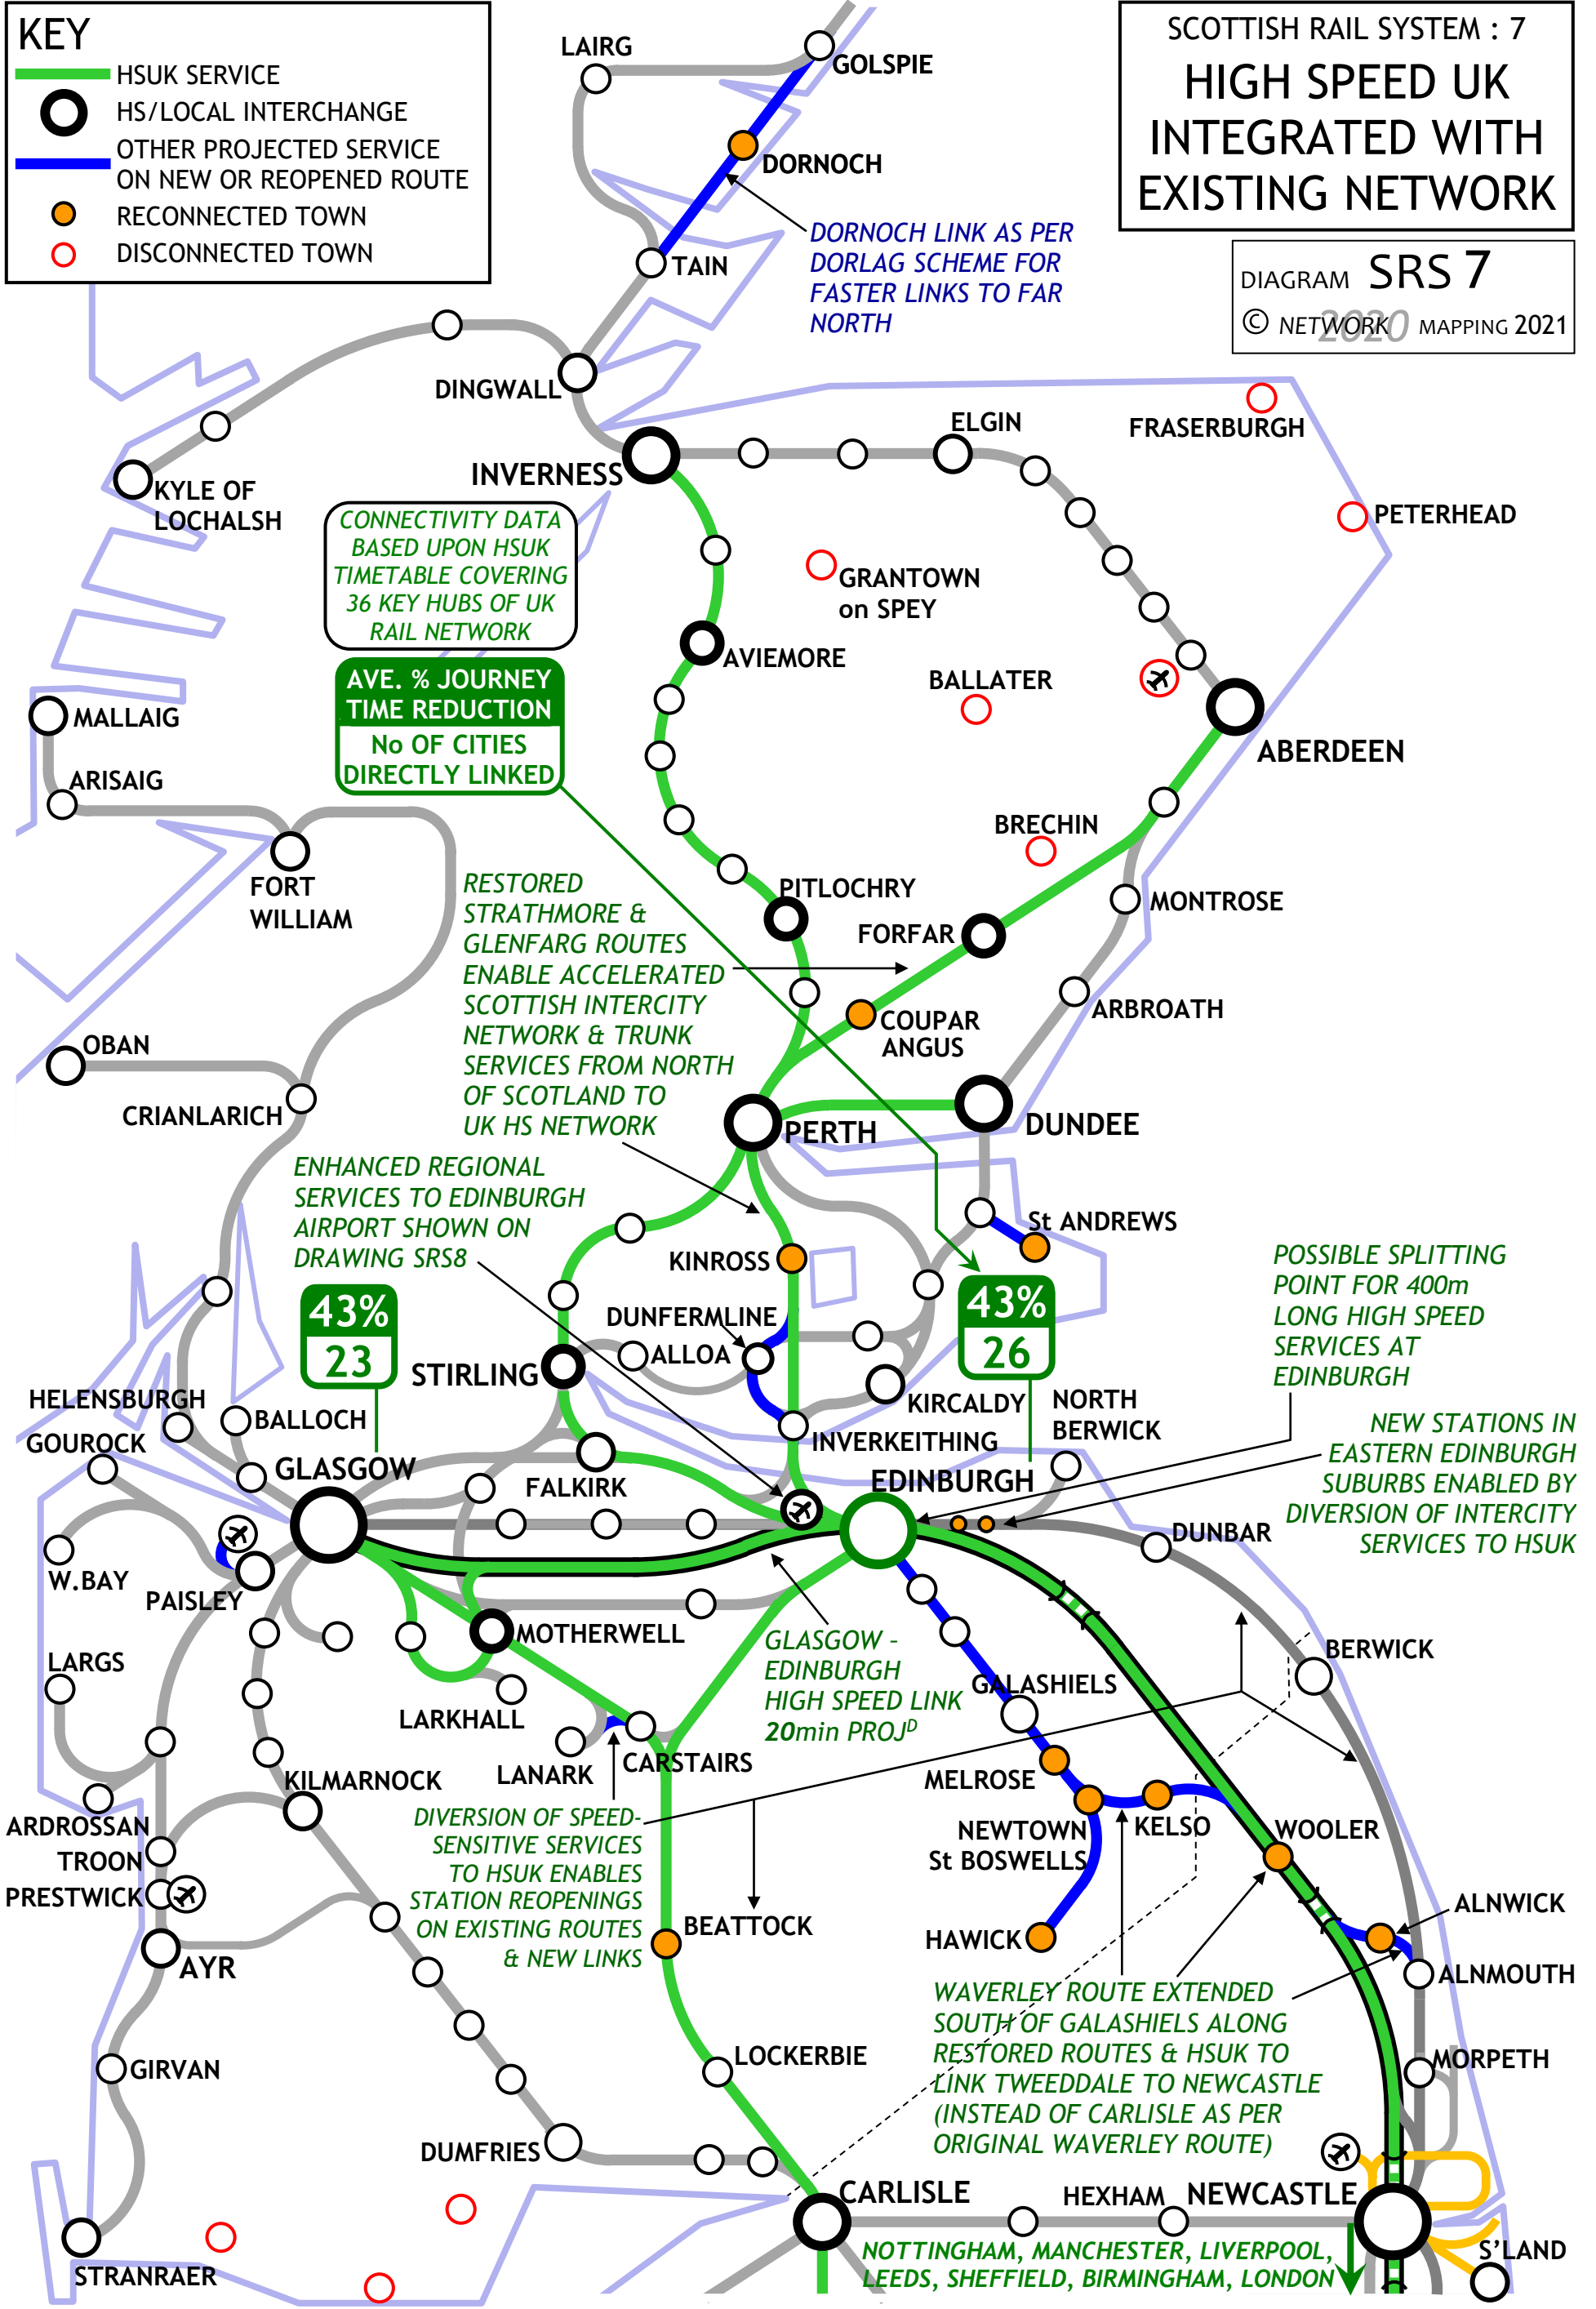 KEY
HSUK SERVICE
HS/LOCAL INTERCHANGE
OTHER PROJECTED SERVICE
ON NEW OR REOPENED ROUTE
RECONNECTED TOWN
DISCONNECTED TOWN
SCOTTISH RAIL SYSTEM : 7
HIGH SPEED UK
INTEGRATED WITH
EXISTING NETWORK
DIAGRAM SRS 7
© NETWORK 2020 MAPPING 2021
LAIRG
GOLSPIE
DORNOCH
DORNOCH LINK AS PER
DORLAG SCHEME FOR
FASTER LINKS TO FAR
NORTH
TAIN
DINGWALL
FRASERBURGH
ELGIN
INVERNESS
KYLE OF
LOCHALSH
PETERHEAD
CONNECTIVITY DATA
BASED UPON HSUK
TIMETABLE COVERING
36 KEY HUBS OF UK
RAIL NETWORK
GRANTOWN
on SPEY
AVIEMORE
AVE. % JOURNEY
TIME REDUCTION
No OF CITIES
DIRECTLY LINKED
BALLATER
MALLAIG
ABERDEEN
ARISAIG
BRECHIN
FORT
WILLIAM
RESTORED
STRATHMORE &
GLENFARG ROUTES
ENABLE ACCELERATED
SCOTTISH INTERCITY
NETWORK & TRUNK
SERVICES FROM NORTH
OF SCOTLAND TO
UK HS NETWORK
PITLOCHRY
MONTROSE
FORFAR
ARBROATH
COUPAR
ANGUS
OBAN
CRIANLARICH
PERTH
DUNDEE
ENHANCED REGIONAL
SERVICES TO EDINBURGH
AIRPORT SHOWN ON
DRAWING SRS8
St ANDREWS
KINROSS
POSSIBLE SPLITTING
POINT FOR 400m
LONG HIGH SPEED
SERVICES AT
EDINBURGH
43%
23
43%
26
DUNFERMLINE
ALLOA
STIRLING
KIRCALDY
NORTH
BERWICK
HELENSBURGH
BALLOCH
GOUROCK
GLASGOW
INVERKEITHING
FALKIRK
EDINBURGH
NEW STATIONS IN
EASTERN EDINBURGH
SUBURBS ENABLED BY
DIVERSION OF INTERCITY
SERVICES TO HSUK
DUNBAR
W.BAY
PAISLEY
MOTHERWELL
GLASGOW -
EDINBURGH
HIGH SPEED LINK
20min PROJD
BERWICK
LARGS
GALASHIELS
LARKHALL
LANARK
CARSTAIRS
MELROSE
KILMARNOCK
ARDROSSAN
DIVERSION OF SPEED-
SENSITIVE SERVICES
TO HSUK ENABLES
STATION REOPENINGS
ON EXISTING ROUTES
& NEW LINKS
NEWTOWN
St BOSWELLS
KELSO
WOOLER
TROON
PRESTWICK
ALNWICK
BEATTOCK
HAWICK
AYR
ALNMOUTH
WAVERLEY ROUTE EXTENDED
SOUTH OF GALASHIELS ALONG
RESTORED ROUTES & HSUK TO
LINK TWEEDDALE TO NEWCASTLE
(INSTEAD OF CARLISLE AS PER
ORIGINAL WAVERLEY ROUTE)
LOCKERBIE
MORPETH
GIRVAN
DUMFRIES
CARLISLE
HEXHAM
NEWCASTLE
STRANRAER
NOTTINGHAM, MANCHESTER, LIVERPOOL,
LEEDS, SHEFFIELD, BIRMINGHAM, LONDON
S'LAND